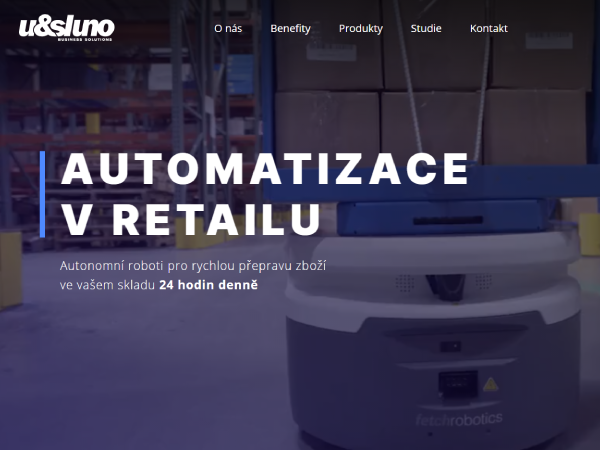 u&sluno
BUSINESS SOLUTIONS
O nás
Benefity
Produkty
Studie
Kontakt
AUTOMATIZACE
V RETAILU
Autonomní roboti pro rychlou přepravu zboží
ve vašem skladu 24 hodin denně
fetchrobotics